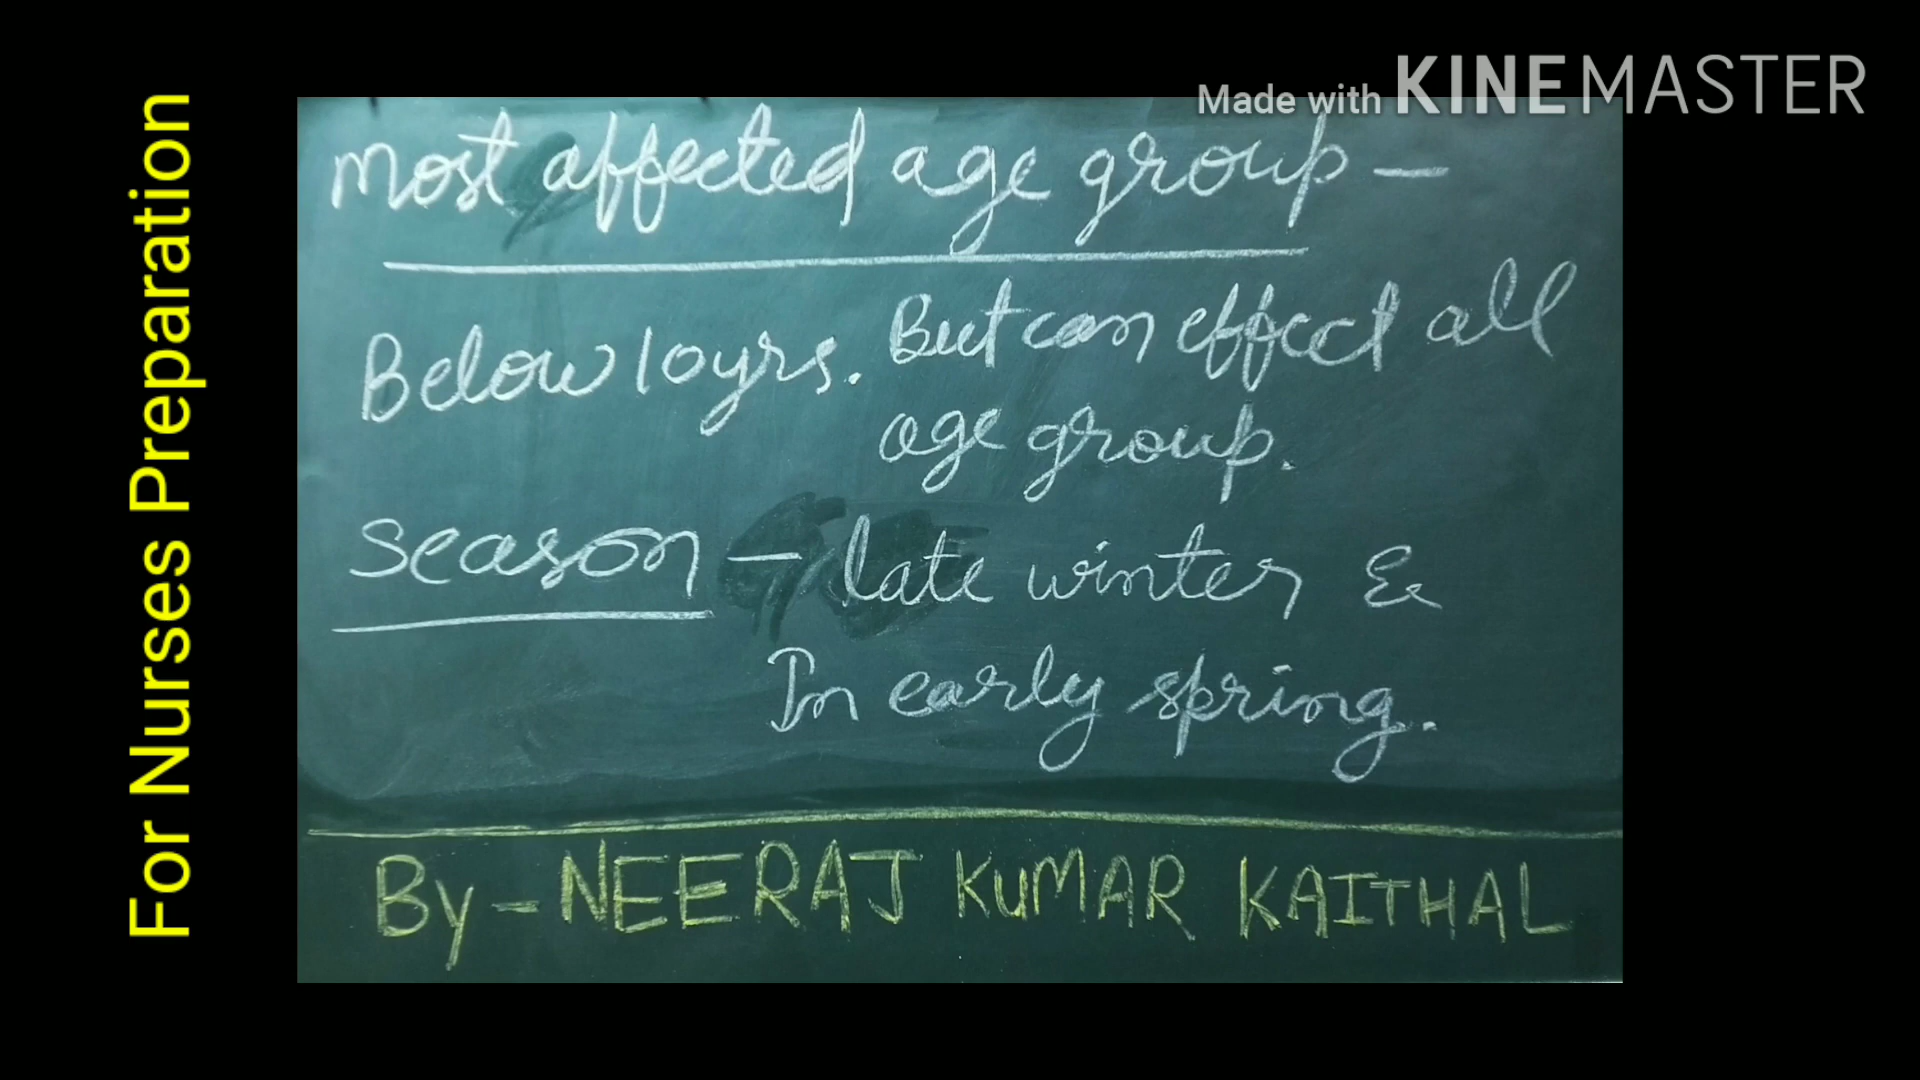 Made with KINEMASTER
For Nurses Preparation
Most affected age group -
Below 10yrs. But can effect all
age group.
Season - late winter &
In early spring.
By - NEERAJ KUMAR KAITHAL